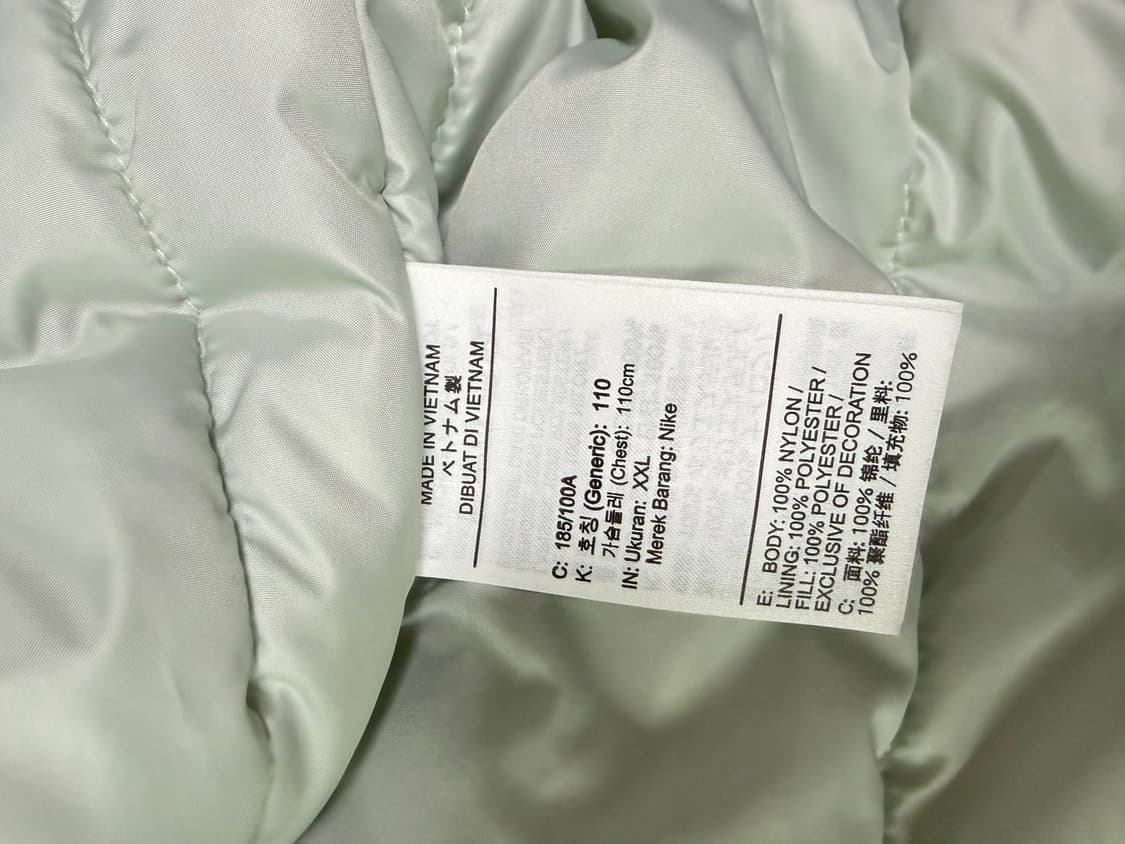 MADE IN VIETNAM
ベトナム製
DIBUAT DI VIETNAM
C: 185/100A
K: 호칭 (Generic): 110
가슴둘레 (Chest): 110cm
IN: Ukuran: XXL
Merek Barang: Nike
E: BODY: 100% NYLON /
LINING: 100% POLYESTER /
FILL: 100% POLYESTER /
EXCLUSIVE OF DECORATION
C: 面料: 100% 锦纶 / 里料:
100% 聚酯纤维 / 填充物: 100%